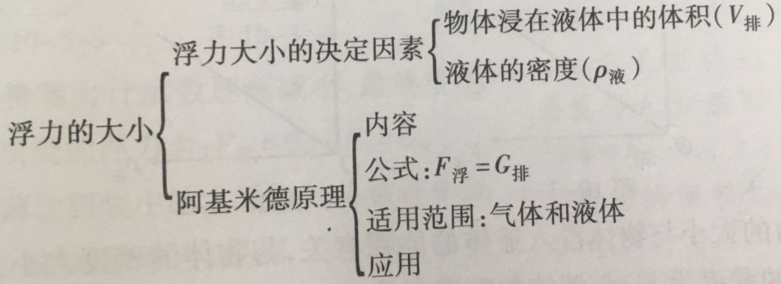 浮力的大小
浮力大小的决定因素
物体浸在液体中的体积(V排)
液体的密度(ρ液)
阿基米德原理
内容
公式:F浮=G排
适用范围:气体和液体
应用